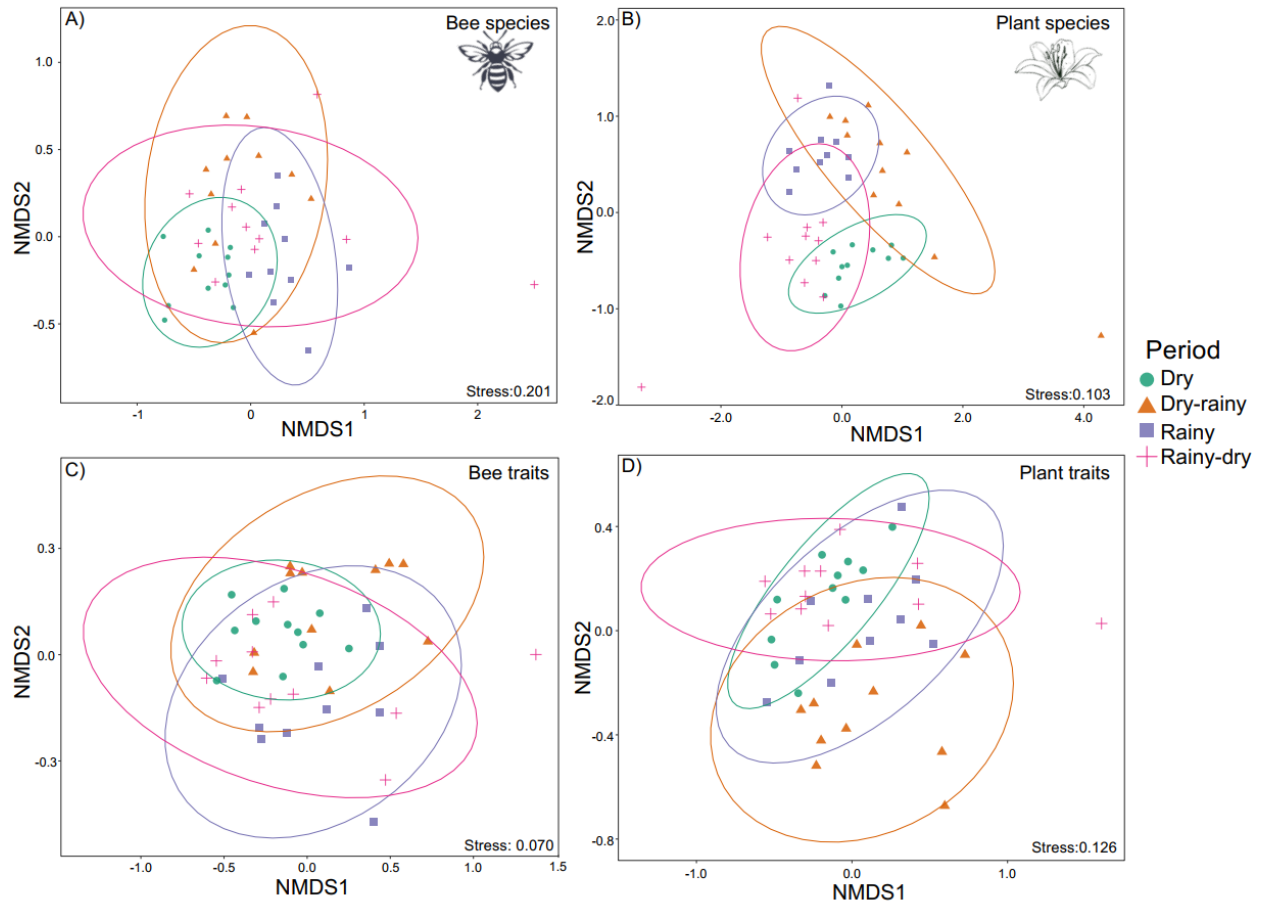 A)
Bee species
1.0
0.5
0.0
-0.5
NMDS2
Stress:0.201
-1
0
1
2
NMDS1
B)
Plant species
2.0
1.0
0.0
-1.0
-2.0
NMDS2
Stress:0.103
-2.0
0.0
2.0
4.0
NMDS1
Period
Dry
Dry-rainy
Rainy
Rainy-dry
C)
Bee traits
0.3
0.0
-0.3
NMDS2
Stress: 0.070
-1.0
-0.5
0.0
0.5
1.0
1.5
NMDS1
D)
Plant traits
0.4
0.0
-0.4
-0.8
NMDS2
Stress:0.126
-1.0
0.0
1.0
NMDS1